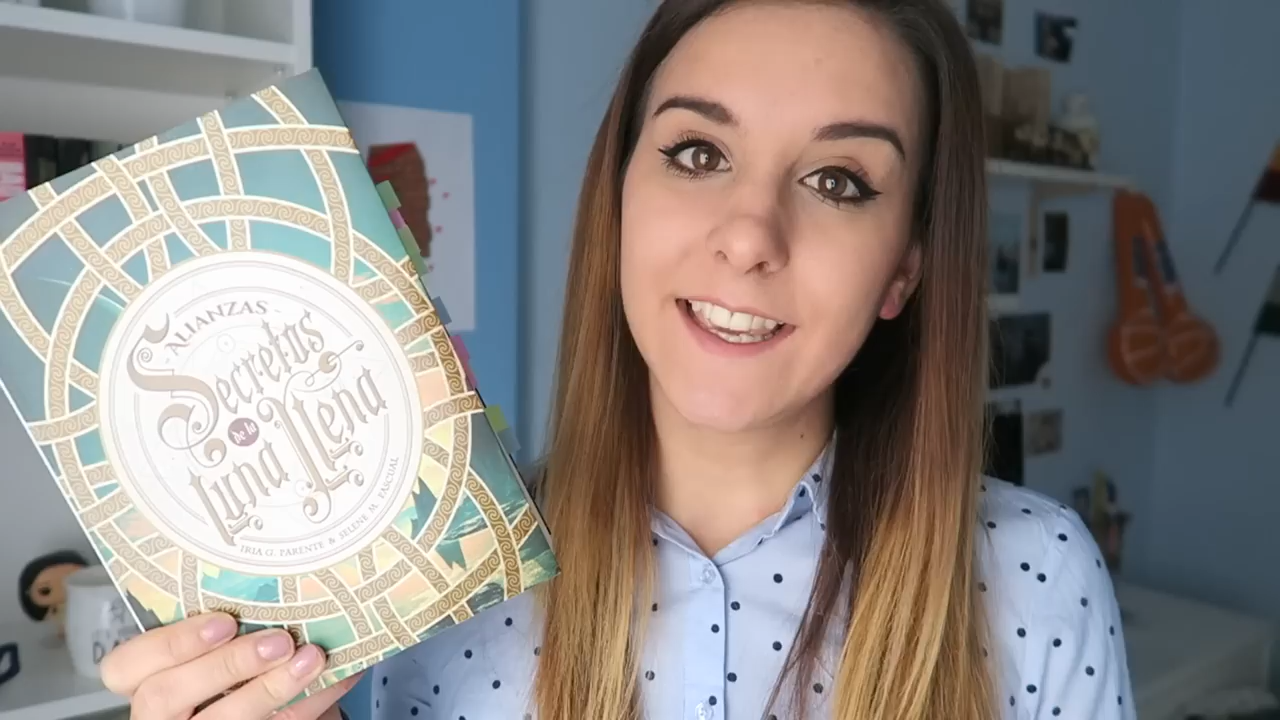 ALIANZAS
Secretos
de la
Luna Llena
IRIA G. PARENTE & SELENE M. PASCUAL